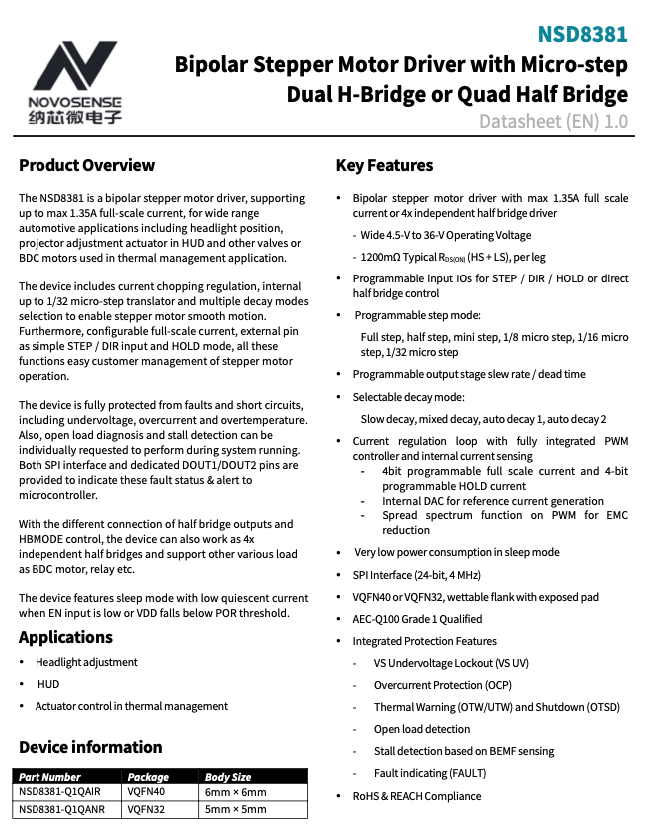 NSD8381
Bipolar Stepper Motor Driver with Micro-step
Dual H-Bridge or Quad Half Bridge
Datasheet (EN) 1.0
NOVOSENSE
纳芯微电子
Product Overview
The NSD8381 is a bipolar stepper motor driver, supporting
up to max 1.35A full-scale current, for wide range
automotive applications including headlight position,
projector adjustment actuator in HUD and other valves or
BDC motors used in thermal management application.
The device includes current chopping regulation, internal
up to 1/32 micro-step translator and multiple decay modes
selection to enable stepper motor smooth motion.
Furthermore, configurable full-scale current, external pin
as simple STEP / DIR input and HOLD mode, all these
functions easy customer management of stepper motor
operation.
The device is fully protected from faults and short circuits,
including undervoltage, overcurrent and overtemperature.
Also, open load diagnosis and stall detection can be
individually requested to perform during system running.
Both SPI interface and dedicated DOUT1/DOUT2 pins are
provided to indicate these fault status & alert to
microcontroller.
With the different connection of half bridge outputs and
HBMODE control, the device can also work as 4x
independent half bridges and support other various load
as BDC motor, relay etc.
The device features sleep mode with low quiescent current
when EN input is low or VDD falls below POR threshold.
Applications
• Headlight adjustment
• HUD
• Actuator control in thermal management
Device information
Part Number Package Body Size
NSD8381-Q1QAIR VQFN40 6mm × 6mm
NSD8381-Q1QANR VQFN32 5mm × 5mm
Key Features
• Bipolar stepper motor driver with max 1.35A full scale
current or 4x independent half bridge driver
- Wide 4.5-V to 36-V Operating Voltage
- 1200mΩ Typical RDS(ON) (HS + LS), per leg
• Programmable Input IOs for STEP / DIR / HOLD or direct
half bridge control
• Programmable step mode:
Full step, half step, mini step, 1/8 micro step, 1/16 micro
step, 1/32 micro step
• Programmable output stage slew rate / dead time
• Selectable decay mode:
Slow decay, mixed decay, auto decay 1, auto decay 2
• Current regulation loop with fully integrated PWM
controller and internal current sensing
- 4bit programmable full scale current and 4-bit
programmable HOLD current
- Internal DAC for reference current generation
- Spread spectrum function on PWM for EMC
reduction
• Very low power consumption in sleep mode
• SPI Interface (24-bit, 4 MHz)
• VQFN40 or VQFN32, wettable flank with exposed pad
• AEC-Q100 Grade 1 Qualified
• Integrated Protection Features
- VS Undervoltage Lockout (VS UV)
- Overcurrent Protection (OCP)
- Thermal Warning (OTW/UTW) and Shutdown (OTSD)
- Open load detection
- Stall detection based on BEMF sensing
- Fault indicating (FAULT)
• RoHS & REACH Compliance